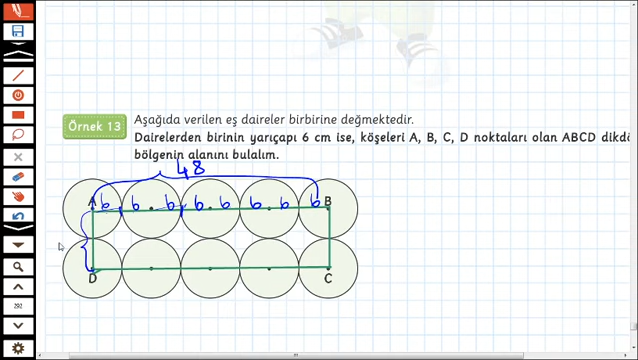 Örnek 13
Aşağıda verilen eş daireler birbirine değmektedir.
Dairelerden birinin yarıçapı 6 cm ise, köşeleri A, B, C, D noktaları olan ABCD dikdö
bölgenin alanını bulalım.
48
A 6 6 6 6 6 6 6 6 B
D C
292